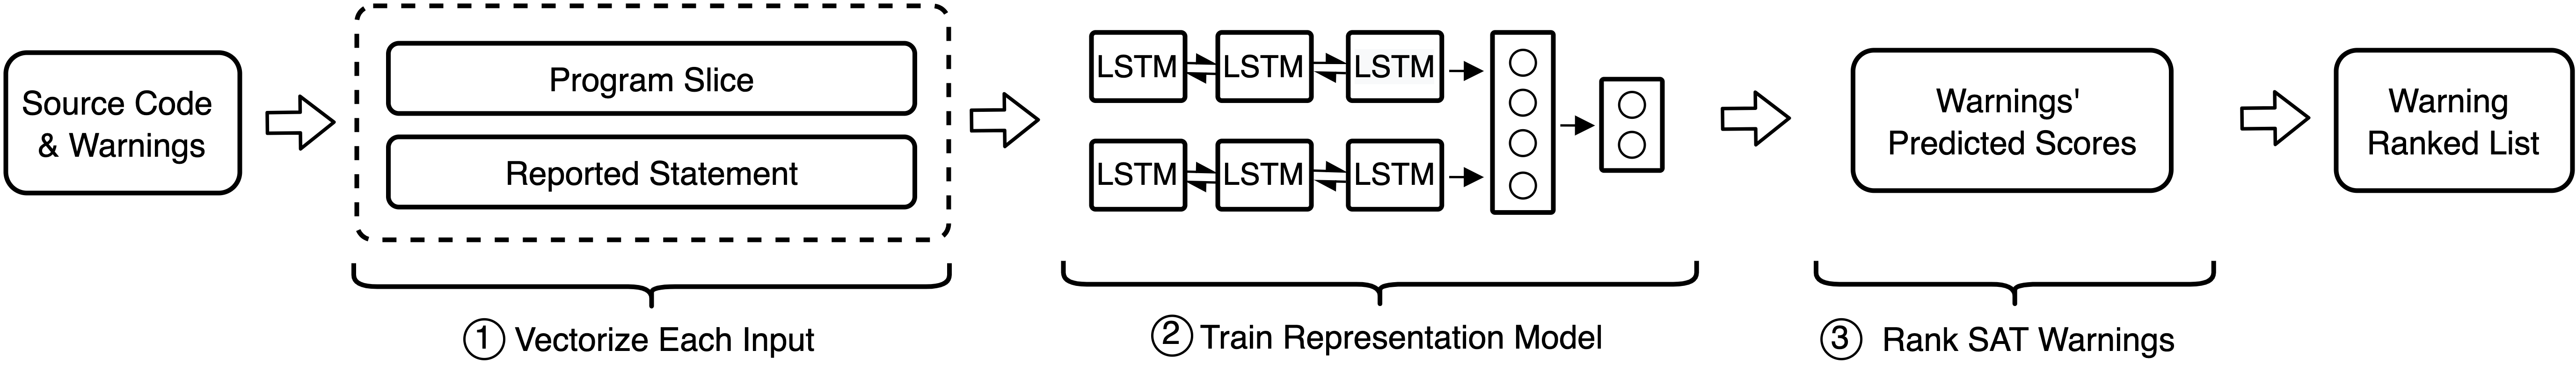 Source Code
& Warnings
Program Slice
Reported Statement
LSTM LSTM LSTM
LSTM LSTM LSTM
Warnings'
Predicted Scores
Warning
Ranked List
1 Vectorize Each Input
2 Train Representation Model
3 Rank SAT Warnings